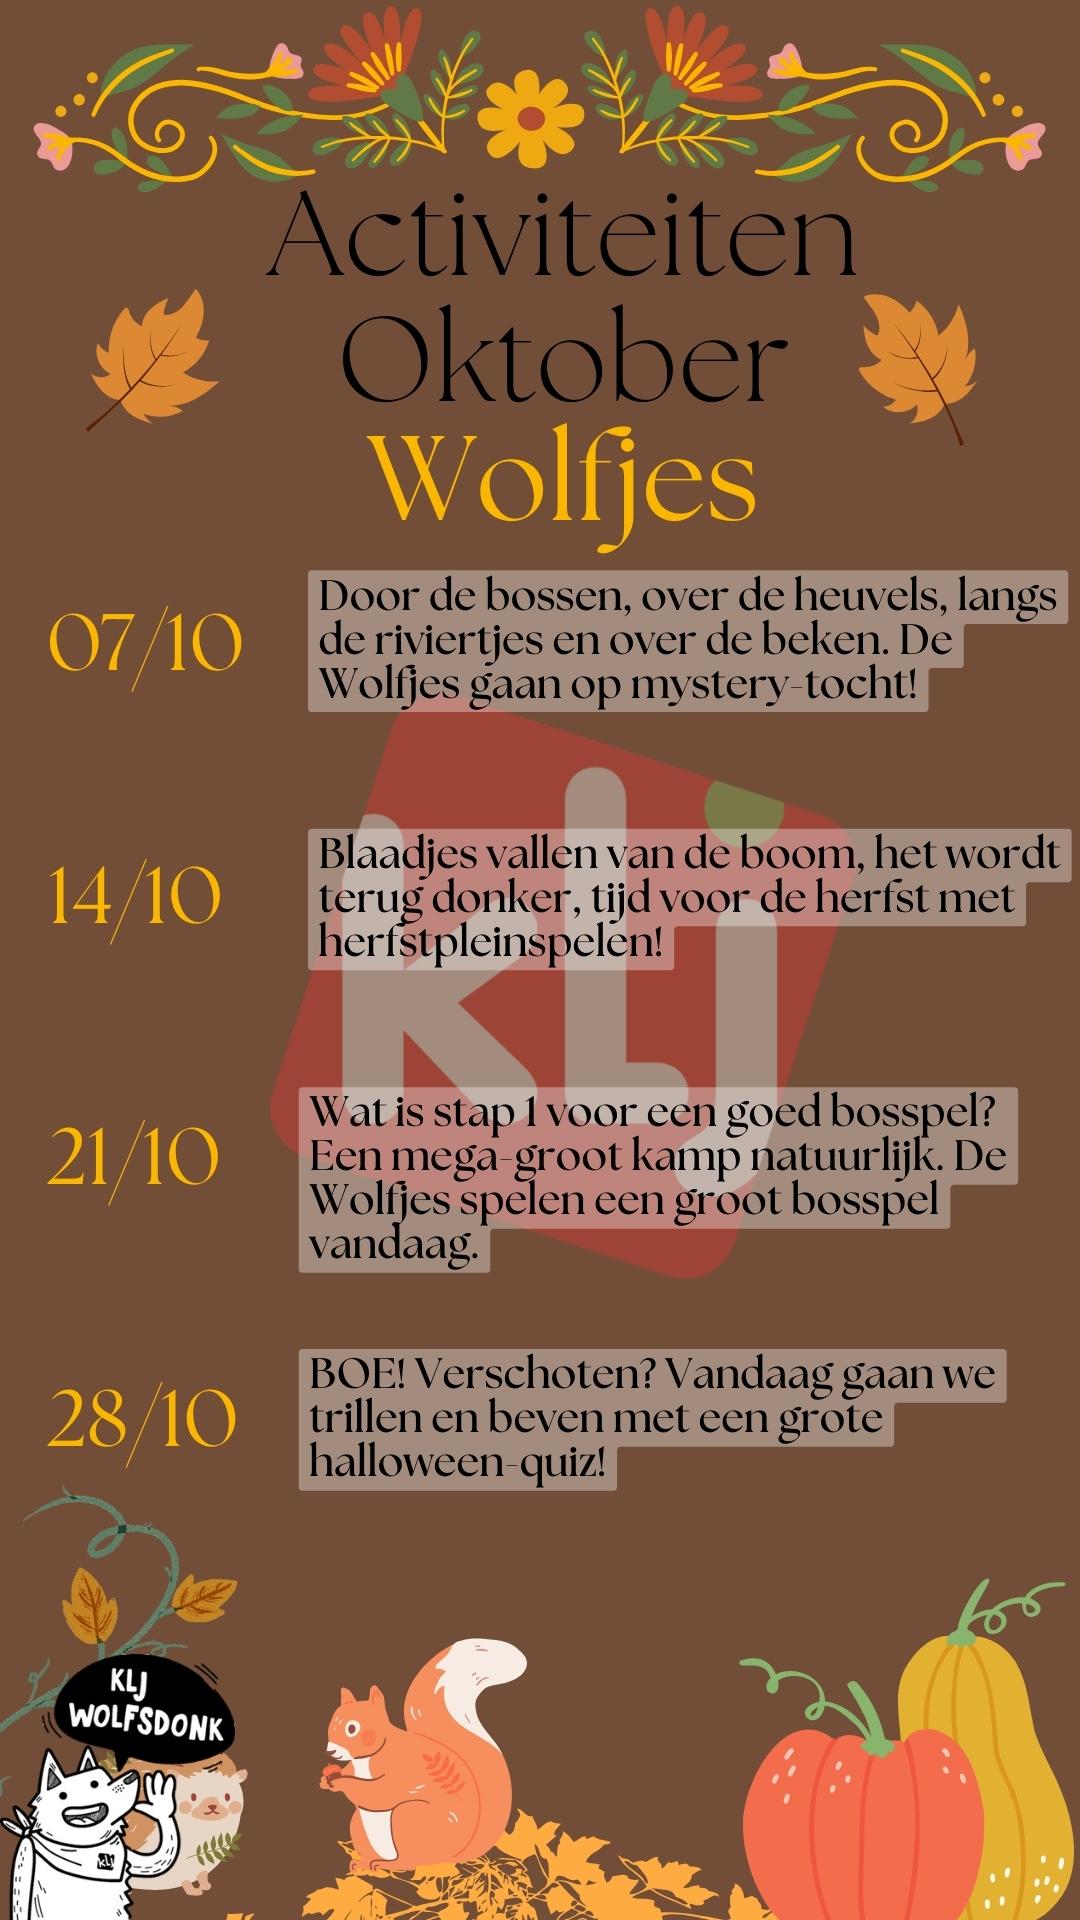 Activiteiten
Oktober
Wolfjes
07/10
Door de bossen, over de heuvels, langs
de riviertjes en over de beken. De
Wolfjes gaan op mystery-tocht!
14/10
Blaadjes vallen van de boom, het wordt
terug donker, tijd voor de herfst met
herfstpleinspelen!
21/10
Wat is stap 1 voor een goed bosspel?
Een mega-groot kamp natuurlijk. De
Wolfjes spelen een groot bosspel
vandaag.
28/10
BOE! Verschoten? Vandaag gaan we
trillen en beven met een grote
halloween-quiz!
klj
KLJ
WOLFSDONK
KLJ